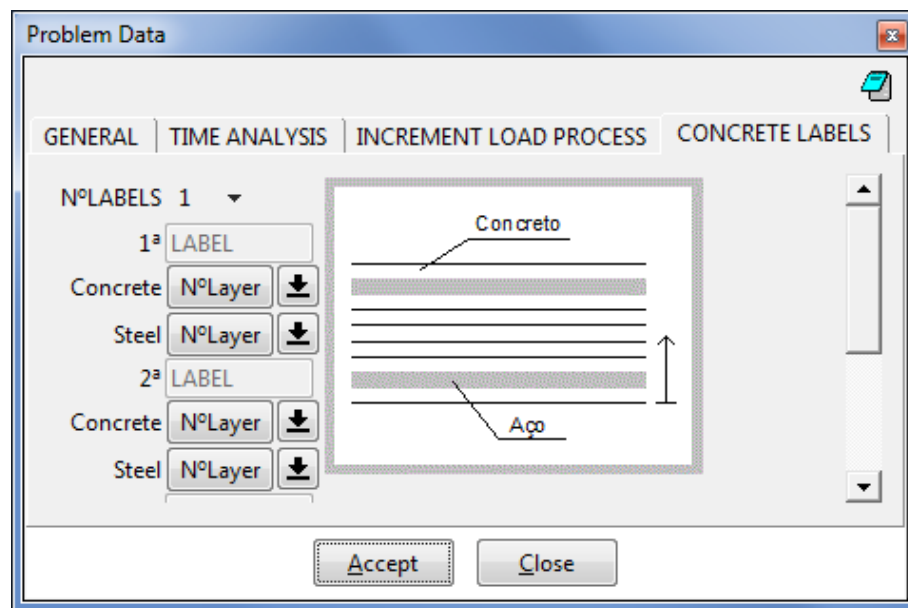 Problem Data
GENERAL TIME ANALYSIS INCREMENT LOAD PROCESS CONCRETE LABELS
NºLABELS 1
1ª LABEL
Concrete NºLayer
Steel NºLayer
2ª LABEL
Concrete NºLayer
Steel NºLayer
Concreto
Aço
Accept Close